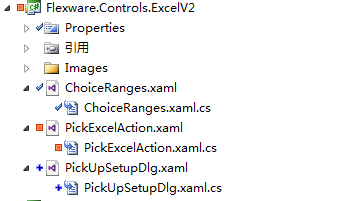 Flexware.Controls.ExcelV2
Properties
引用
Images
ChoiceRanges.xaml
ChoiceRanges.xaml.cs
PickExcelAction.xaml
PickExcelAction.xaml.cs
PickUpSetupDlg.xaml
PickUpSetupDlg.xaml.cs